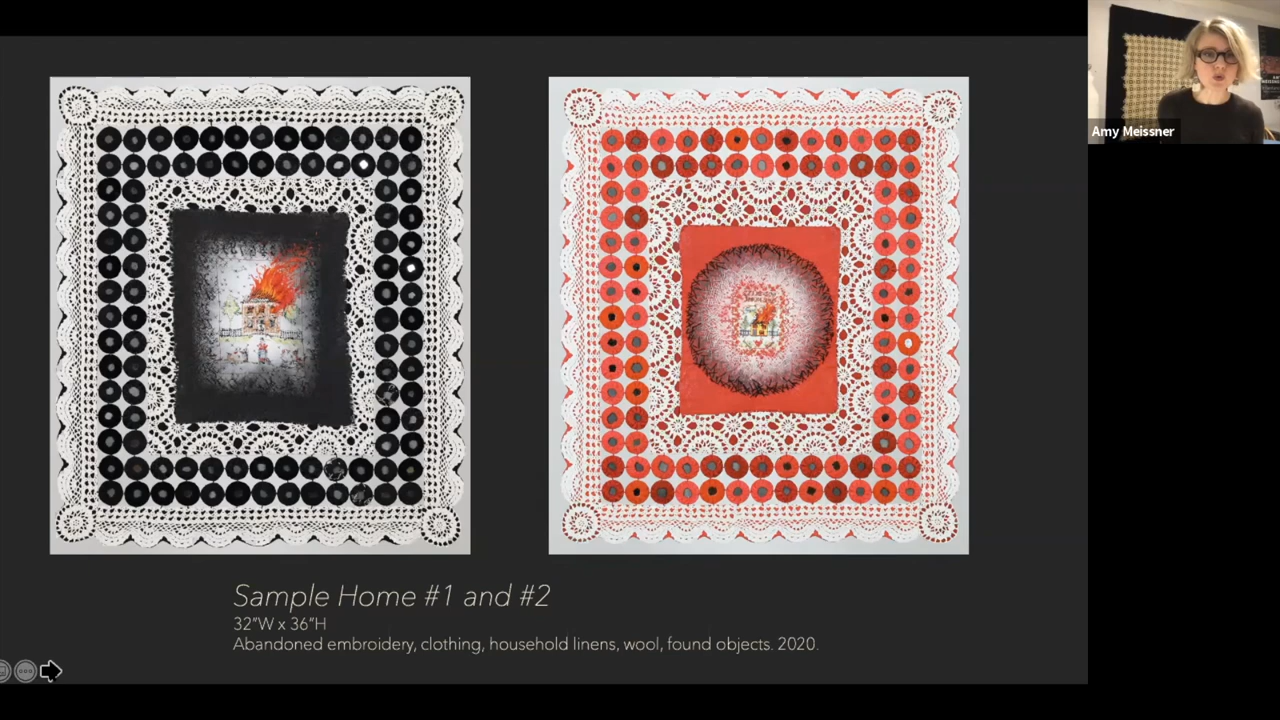 Amy Meissner
Sample Home #1 and #2
32"W x 36"H
Abandoned embroidery, clothing, household linens, wool, found objects. 2020.